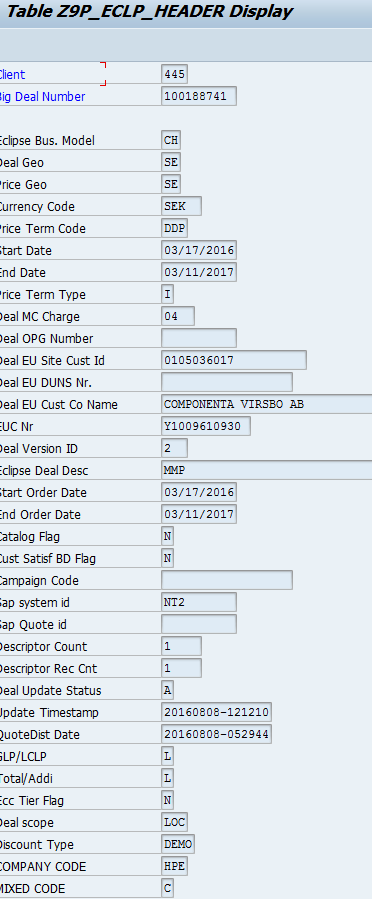 Table Z9P_ECLP_HEADER Display
Client 445
Big Deal Number 100188741
Eclipse Bus. Model CH
Deal Geo SE
Price Geo SE
Currency Code SEK
Price Term Code DDP
Start Date 03/17/2016
End Date 03/11/2017
Price Term Type I
Deal MC Charge 04
Deal OPG Number
Deal EU Site Cust Id 0105036017
Deal EU DUNS Nr.
Deal EU Cust Co Name COMPONENTA VIRSBO AB
EUC Nr Y1009610930
Deal Version ID 2
Eclipse Deal Desc MMP
Start Order Date 03/17/2016
End Order Date 03/11/2017
Catalog Flag N
Cust Satisf BD Flag N
Campaign Code
Sap system id NT2
Sap Quote id
Descriptor Count 1
Descriptor Rec Cnt 1
Deal Update Status A
Update Timestamp 20160808-121210
QuoteDist Date 20160808-052944
GLP/LCLP L
Total/Addi L
Ecc Tier Flag N
Deal scope LOC
Discount Type DEMO
COMPANY CODE HPE
MIXED CODE C